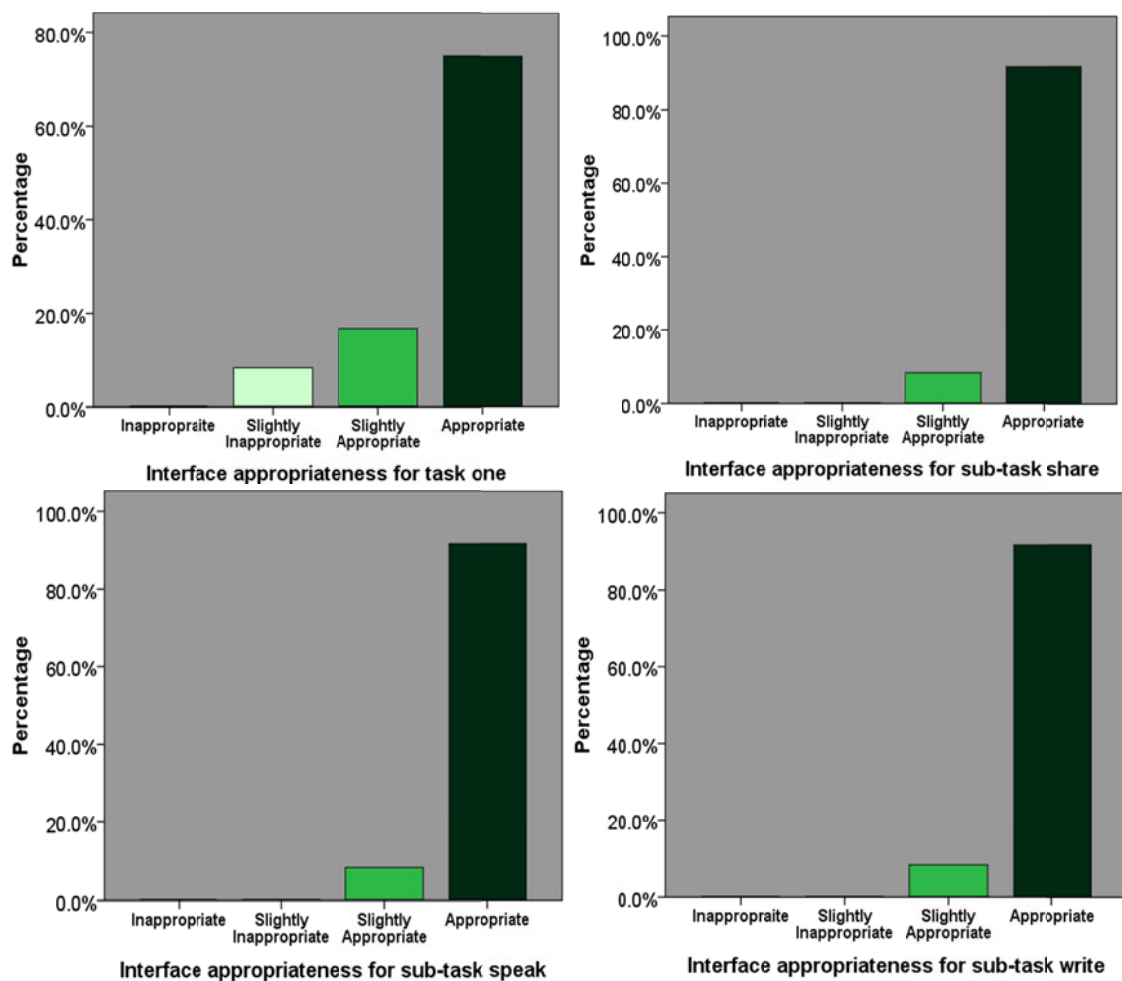 80.0%
60.0%
40.0%
20.0%
0.0%
Percentage
Inappropraite
Slightly
Inappropriate
Slightly
Appropriate
Appropriate
Interface appropriateness for task one
100.0%
80.0%
60.0%
40.0%
20.0%
0.0%
Percentage
Inappropriate
Slightly
Inappropriate
Slightly
Appropriate
Appropriate
Interface appropriateness for sub-task share
100.0%
80.0%
60.0%
40.0%
20.0%
0.0%
Percentage
Inappropriate
Slightly
Inappropriate
Slightly
Appropriate
Appropriate
Interface appropriateness for sub-task speak
100.0%
80.0%
60.0%
40.0%
20.0%
0.0%
Percentage
Inappropraite
Slightly
Inappropriate
Slightly
Appropriate
Appropriate
Interface appropriateness for sub-task write